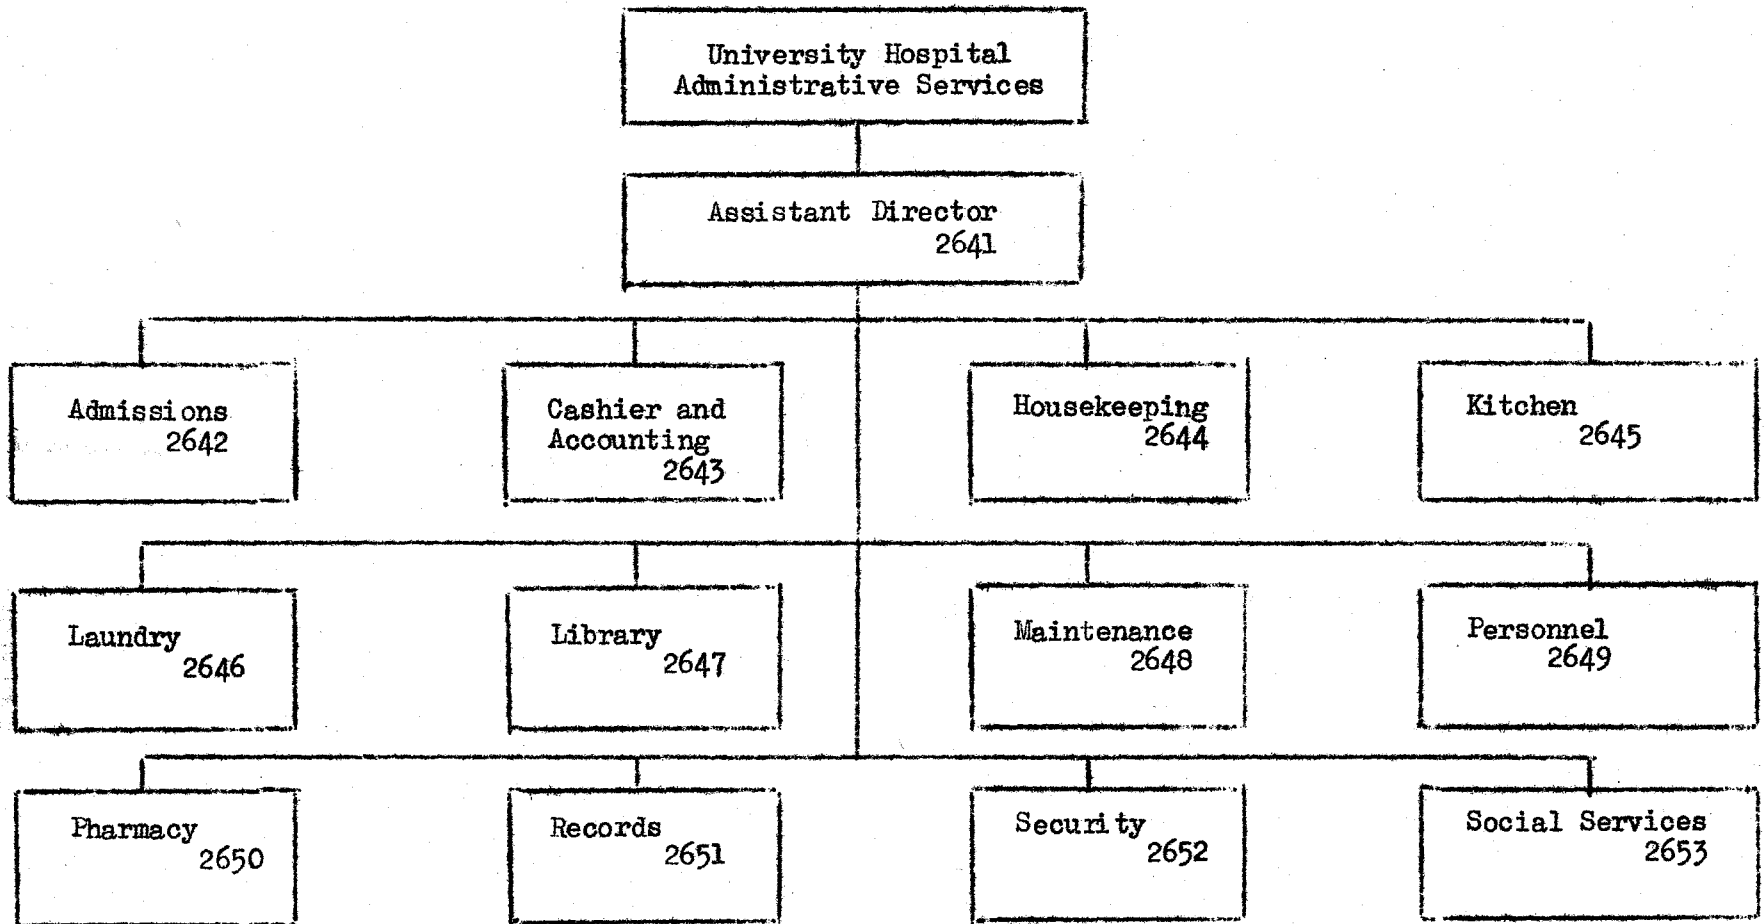 University Hospital
Administrative Services
Assistant Director
2641
Admissions
2642
Cashier and
Accounting
2643
Housekeeping
2644
Kitchen
2645
Laundry
2646
Library
2647
Maintenance
2648
Personnel
2649
Pharmacy
2650
Records
2651
Security
2652
Social Services
2653